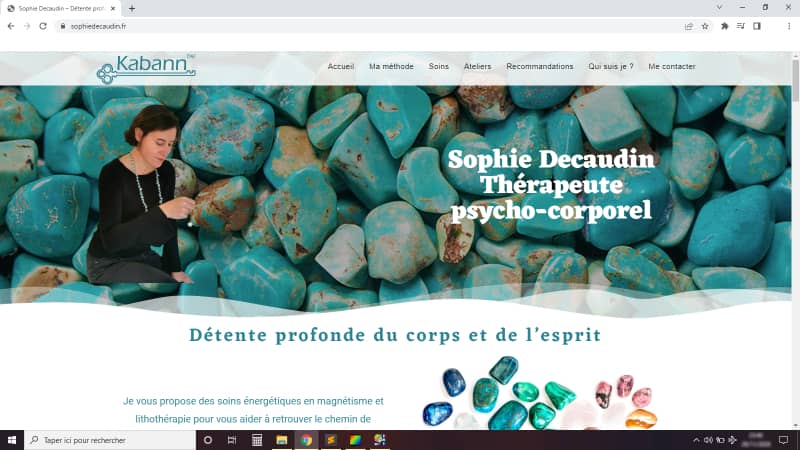 Sophie Decaudin – Détente prof
sophiedecaudin.fr
Kabann
Accueil Ma méthode Soins Ateliers Recommandations Qui suis je ? Me contacter
Sophie Decaudin
Thérapeute
psycho-corporel
Détente profonde du corps et de l'esprit
Je vous propose des soins énergétiques en magnétisme et
lithothérapie pour vous aider à retrouver le chemin de
Taper ici pour rechercher